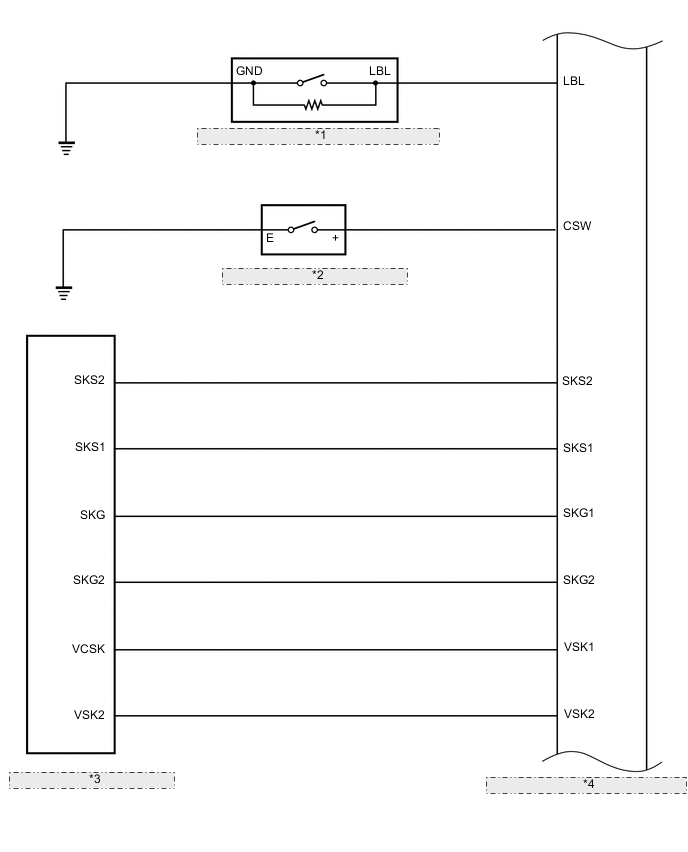 GND LBL
LBL
*1
CSW
E +
*2
SKS2 SKS2
SKS1 SKS1
SKG SKG1
SKG2 SKG2
VCSK VSK1
VSK2 VSK2
*3
*4